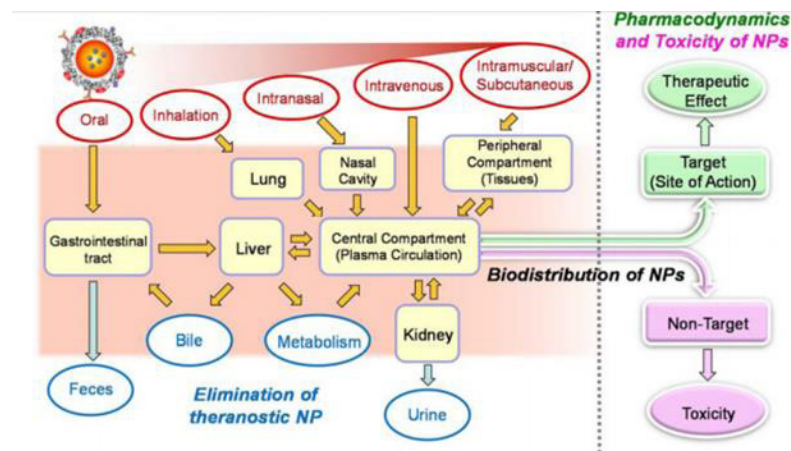 Pharmacodynamics
and Toxicity of NPs
Oral
Inhalation
Intranasal
Intravenous
Intramuscular/
Subcutaneous
Therapeutic
Effect
Lung
Nasal
Cavity
Peripheral
Compartment
(Tissues)
Target
(Site of Action)
Gastrointestinal
tract
Liver
Central Compartment
(Plasma Circulation)
Biodistribution of NPs
Bile
Metabolism
Kidney
Non-Target
Feces
Elimination of
theranostic NP
Urine
Toxicity